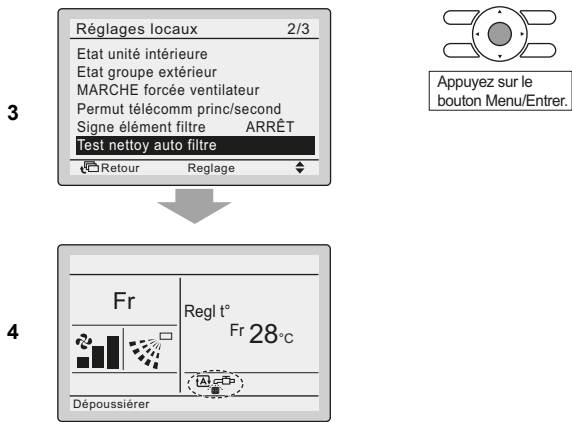 Réglages locaux 2/3
Etat unité intérieure
Etat groupe extérieur
MARCHE forcée ventilateur
Permut télécomm princ/second
Signe élément filtre ARRÊT
Test nettoy auto filtre
Retour Reglage
Appuyez sur le
bouton Menu/Entrer.
3
4
Fr
Regl t°
Fr 28°C
A
Dépoussiérer